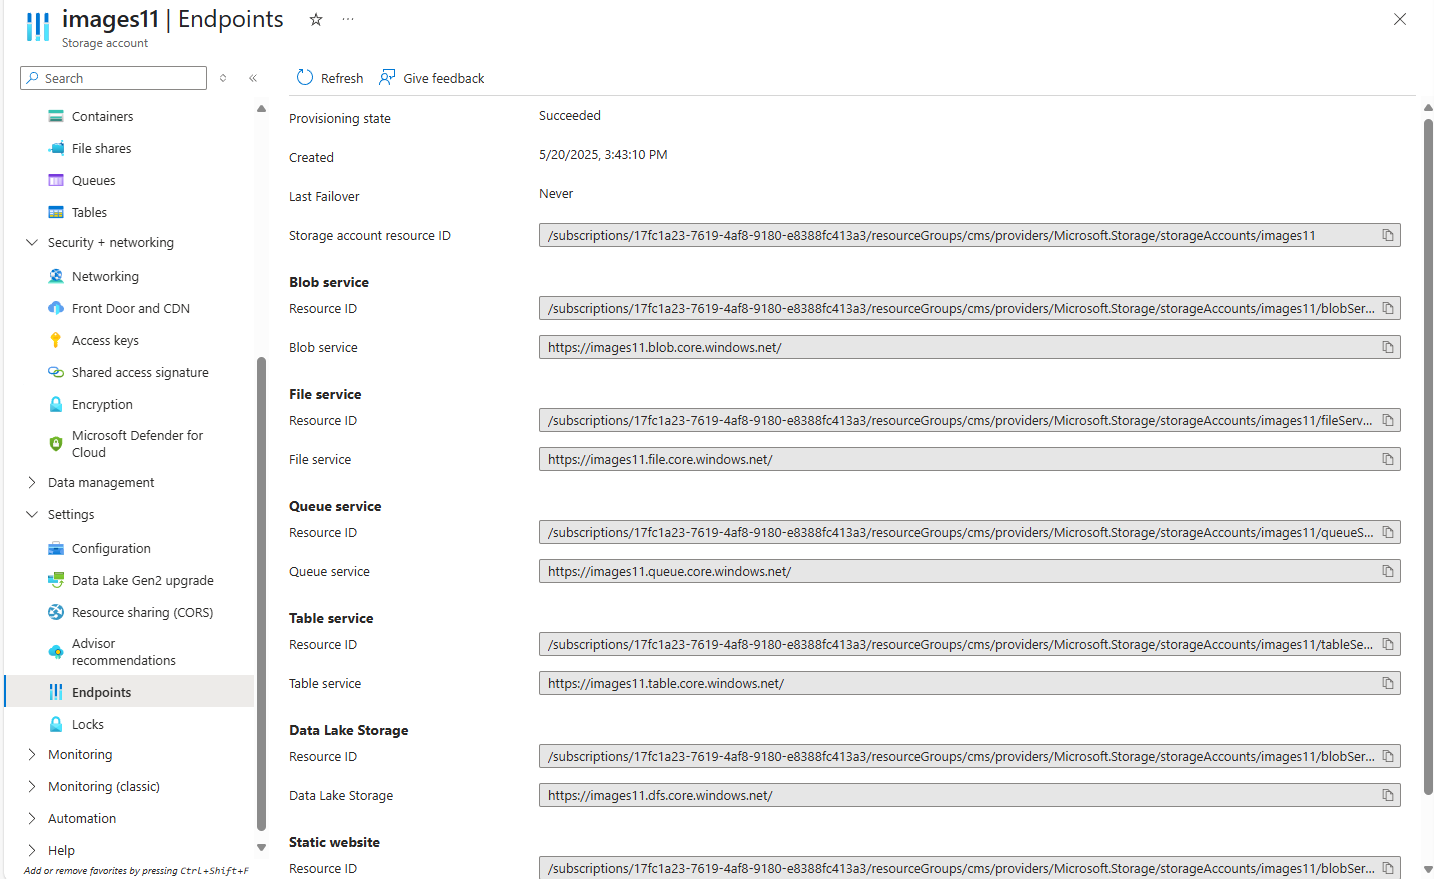 images11 | Endpoints
Storage account
Search
Refresh
Give feedback
Containers
File shares
Queues
Tables
Security + networking
Networking
Front Door and CDN
Access keys
Shared access signature
Encryption
Microsoft Defender for
Cloud
Data management
Settings
Configuration
Data Lake Gen2 upgrade
Resource sharing (CORS)
Advisor
recommendations
Endpoints
Locks
Monitoring
Monitoring (classic)
Automation
Help
Add or remove favorites by pressing Ctrl+Shift+F
Provisioning state Succeeded
Created 5/20/2025, 3:43:10 PM
Last Failover Never
Storage account resource ID /subscriptions/17fc1a23-7619-4af8-9180-e8388fc413a3/resourceGroups/cms/providers/Microsoft.Storage/storageAccounts/images11
Blob service
Resource ID /subscriptions/17fc1a23-7619-4af8-9180-e8388fc413a3/resourceGroups/cms/providers/Microsoft.Storage/storageAccounts/images11/blobSer...
Blob service https://images11.blob.core.windows.net/
File service
Resource ID /subscriptions/17fc1a23-7619-4af8-9180-e8388fc413a3/resourceGroups/cms/providers/Microsoft.Storage/storageAccounts/images11/fileServ...
File service https://images11.file.core.windows.net/
Queue service
Resource ID /subscriptions/17fc1a23-7619-4af8-9180-e8388fc413a3/resourceGroups/cms/providers/Microsoft.Storage/storageAccounts/images11/queueS...
Queue service https://images11.queue.core.windows.net/
Table service
Resource ID /subscriptions/17fc1a23-7619-4af8-9180-e8388fc413a3/resourceGroups/cms/providers/Microsoft.Storage/storageAccounts/images11/tableSe...
Table service https://images11.table.core.windows.net/
Data Lake Storage
Resource ID /subscriptions/17fc1a23-7619-4af8-9180-e8388fc413a3/resourceGroups/cms/providers/Microsoft.Storage/storageAccounts/images11/blobSer...
Data Lake Storage https://images11.dfs.core.windows.net/
Static website
Resource ID /subscriptions/17fc1a23-7619-4af8-9180-e8388fc413a3/resourceGroups/cms/providers/Microsoft.Storage/storageAccounts/images11/blobSer...